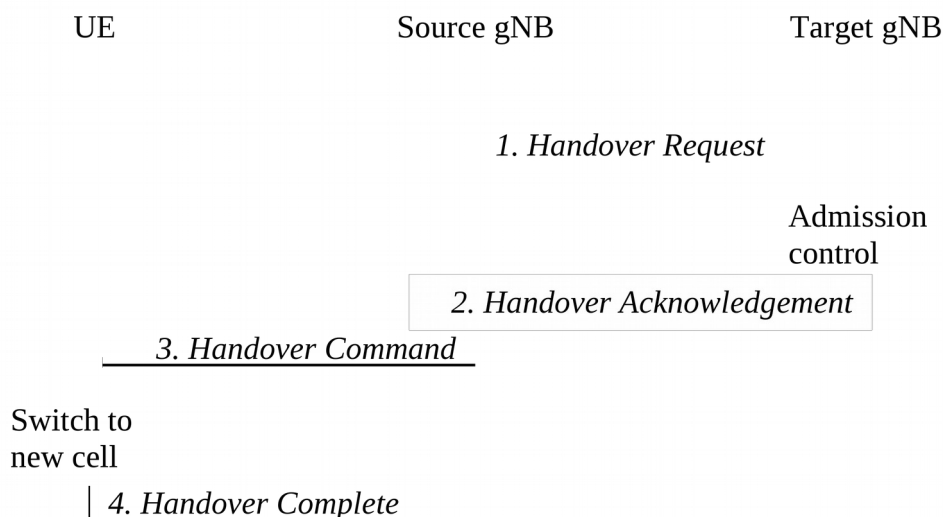 UE Source gNB Target gNB
1. Handover Request
Admission
control
2. Handover Acknowledgement
3. Handover Command
Switch to
new cell
4. Handover Complete